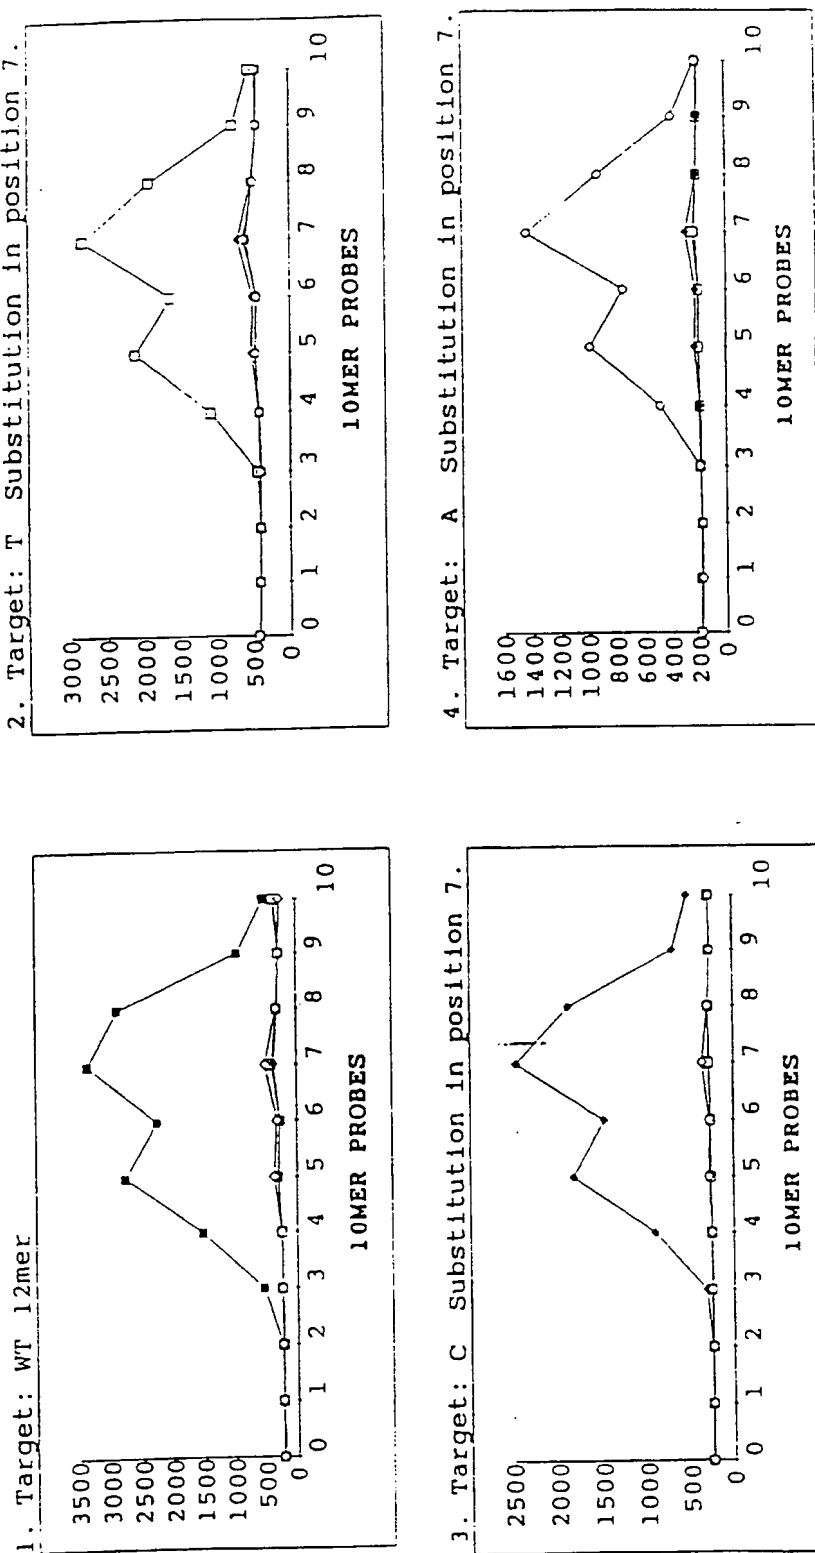 1. Target: WT 12mer
3500
3000
2500
2000
1500
1000
500
0
0 1 2 3 4 5 6 7 8 9 10
10MER PROBES
2. Target: T Substitution in position 7.
3000
2500
2000
1500
1000
500
0
0 1 2 3 4 5 6 7 8 9 10
10MER PROBES
3. Target: C Substitution in position 7.
2500
2000
1500
1000
500
0
0 1 2 3 4 5 6 7 8 9 10
10MER PROBES
4. Target: A Substitution in position 7.
1600
1400
1200
1000
800
600
400
200
0
0 1 2 3 4 5 6 7 8 9 10
10MER PROBES